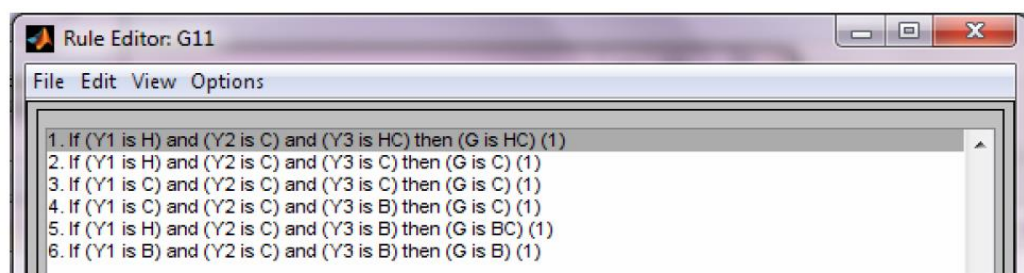 Rule Editor: G11
File Edit View Options
1. If (Y1 is H) and (Y2 is C) and (Y3 is HC) then (G is HC) (1)
2. If (Y1 is H) and (Y2 is C) and (Y3 is C) then (G is C) (1)
3. If (Y1 is C) and (Y2 is C) and (Y3 is C) then (G is C) (1)
4. If (Y1 is C) and (Y2 is C) and (Y3 is B) then (G is C) (1)
5. If (Y1 is H) and (Y2 is C) and (Y3 is B) then (G is BC) (1)
6. If (Y1 is B) and (Y2 is C) and (Y3 is B) then (G is B) (1)